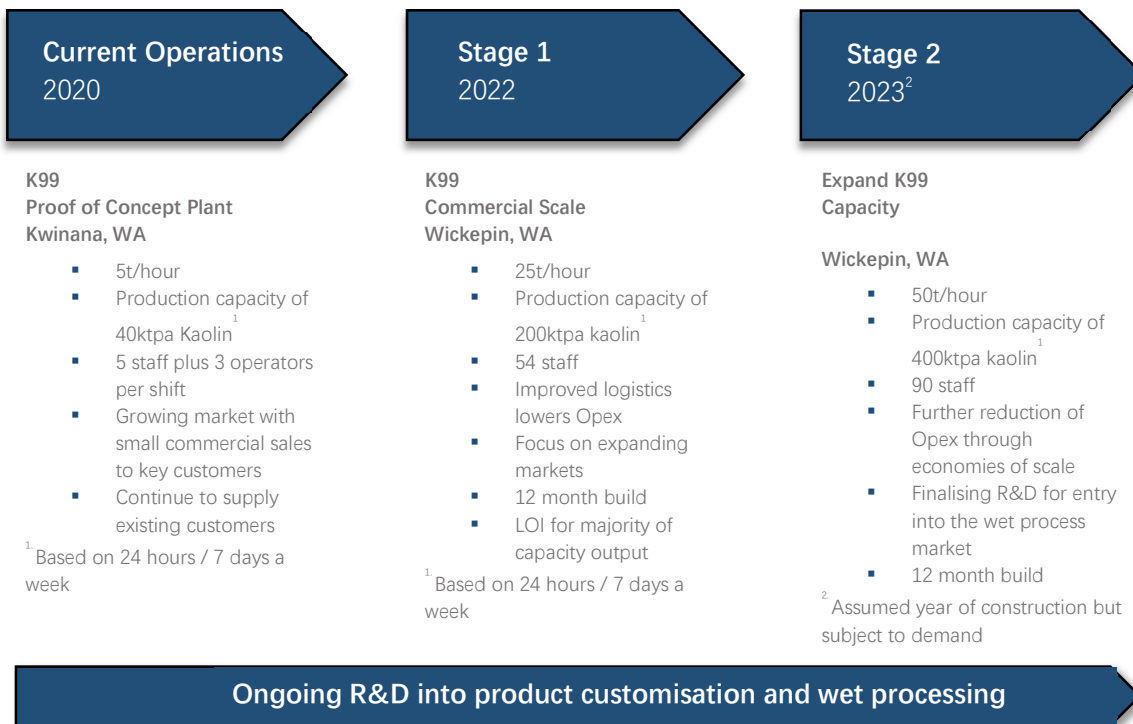 Current Operations
2020
K99
Proof of Concept Plant
Kwinana, WA
▪ 5t/hour
▪ Production capacity of
40ktpa Kaolin¹
▪ 5 staff plus 3 operators
per shift
▪ Growing market with
small commercial sales
to key customers
▪ Continue to supply
existing customers
1. Based on 24 hours / 7 days a
week
Stage 1
2022
K99
Commercial Scale
Wickepin, WA
▪ 25t/hour
▪ Production capacity of
200ktpa kaolin¹
▪ 54 staff
▪ Improved logistics
lowers Opex
▪ Focus on expanding
markets
▪ 12 month build
▪ LOI for majority of
capacity output
1. Based on 24 hours / 7 days a
week
Stage 2
2023²
Expand K99
Capacity
Wickepin, WA
▪ 50t/hour
▪ Production capacity of
400ktpa kaolin¹
▪ 90 staff
▪ Further reduction of
Opex through
economies of scale
▪ Finalising R&D for entry
into the wet process
market
▪ 12 month build
2. Assumed year of construction but
subject to demand
Ongoing R&D into product customisation and wet processing